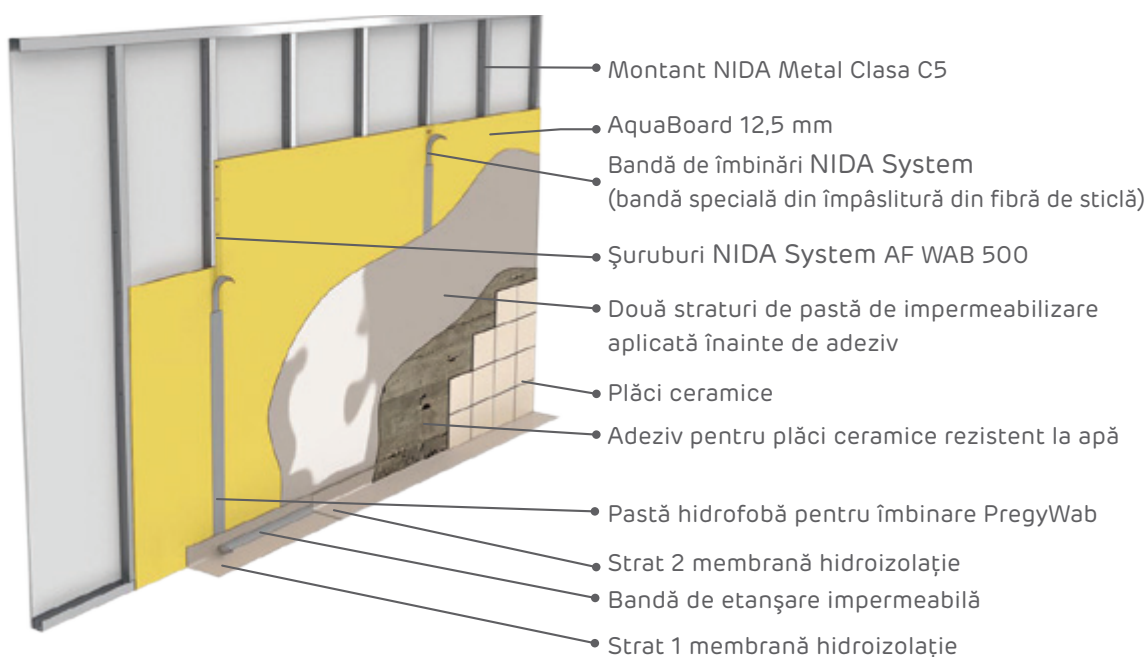 Montant NIDA Metal Clasa C5
AquaBoard 12,5 mm
Bandă de îmbinări NIDA System
(bandă specială din împâslitură din fibră de sticlă)
Șuruburi NIDA System AF WAB 500
Două straturi de pastă de impermeabilizare
aplicată înainte de adeziv
Plăci ceramice
Adeziv pentru plăci ceramice rezistent la apă
Pastă hidrofobă pentru îmbinare PregyWab
Strat 2 membrană hidroizolație
Bandă de etanșare impermeabilă
Strat 1 membrană hidroizolație